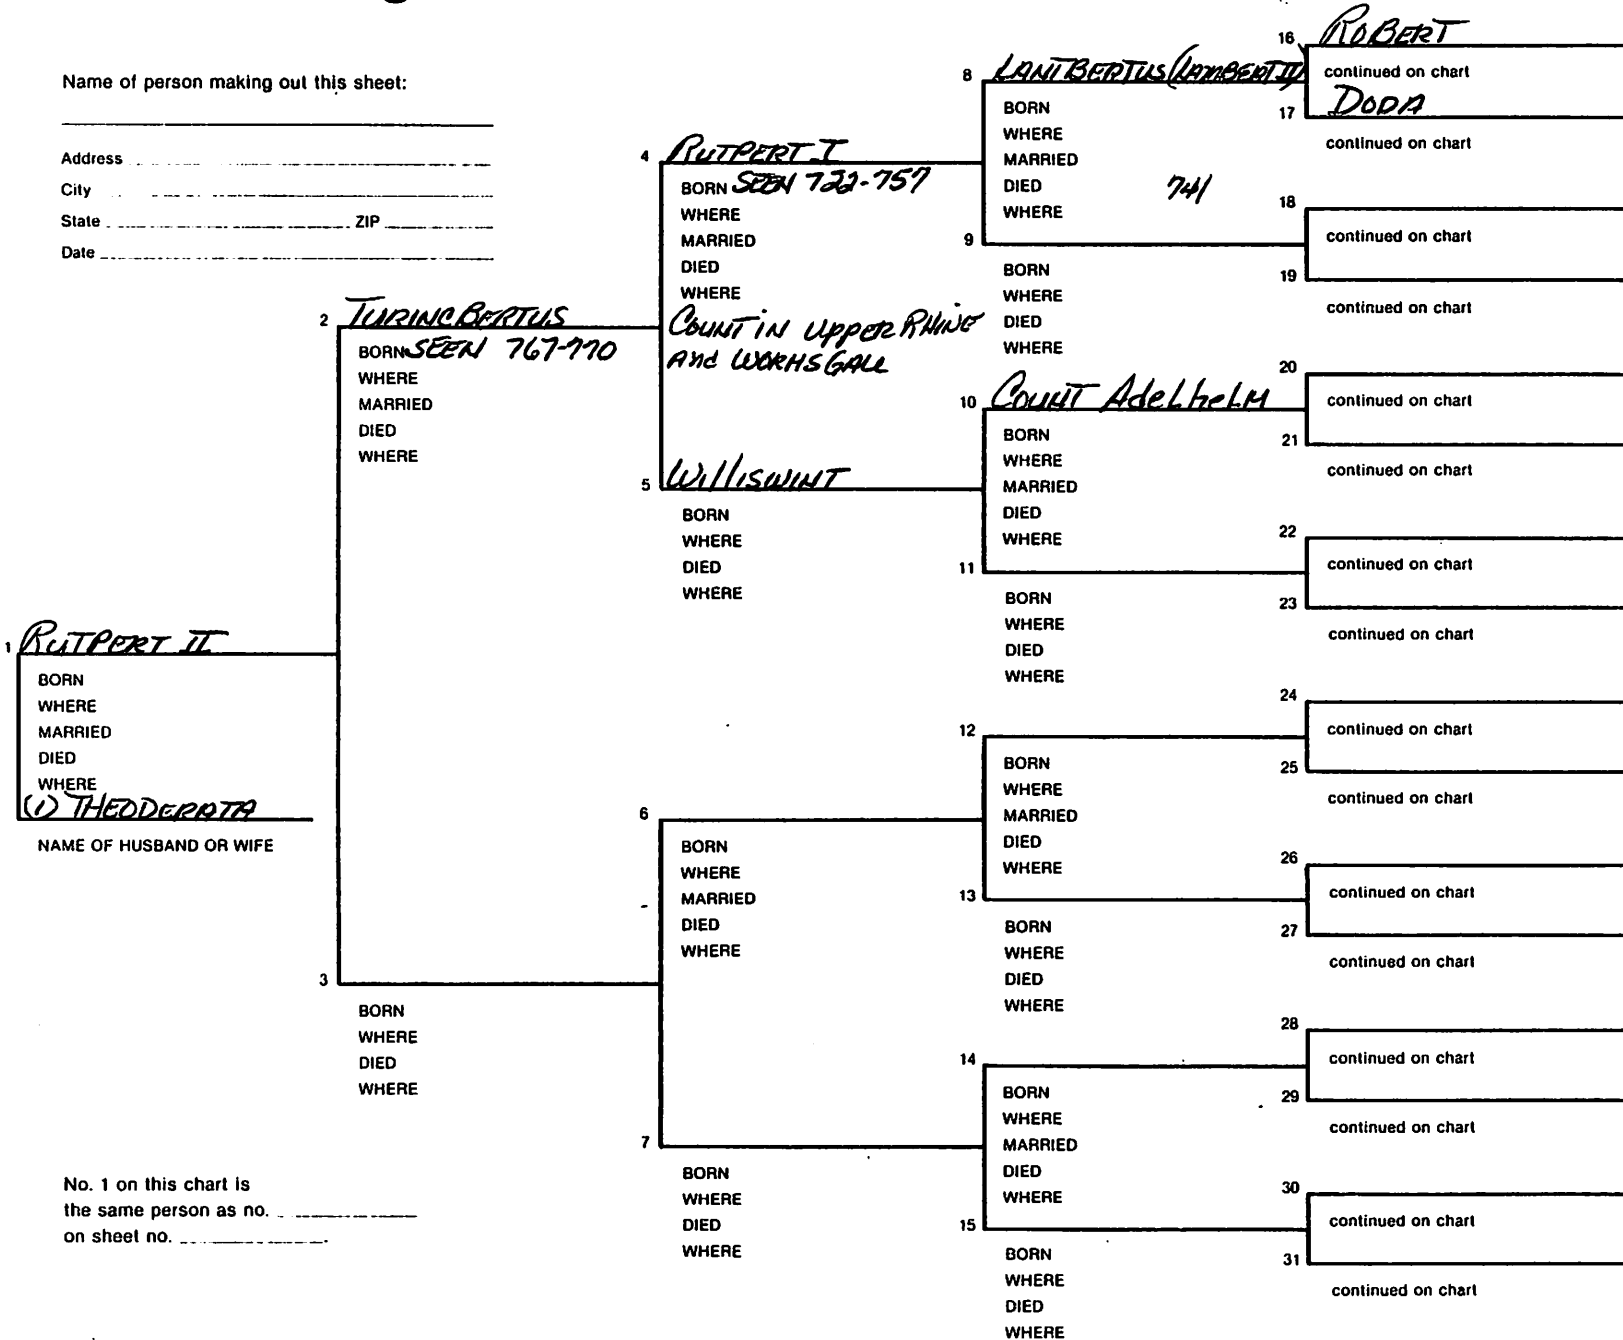 Name of person making out this sheet:
Address
City
State ZIP
Date
No. 1 on this chart is
the same person as no.
on sheet no.
1 RUTPERT II
BORN
WHERE
MARRIED
DIED
WHERE
(1) THEODERATA
NAME OF HUSBAND OR WIFE
2 TURINCBERTUS
BORN SEEN 767-770
WHERE
MARRIED
DIED
WHERE
3
BORN
WHERE
DIED
WHERE
4 RUTPERT I
BORN SEEN 722-757
WHERE
MARRIED
DIED
WHERE
COUNT IN UPPER RHINE
And WORHSGAU
5 WilliswinT
BORN
WHERE
DIED
WHERE
6
BORN
WHERE
MARRIED
DIED
WHERE
7
BORN
WHERE
DIED
WHERE
8 LANTBERTUS (LAMBERT II)
BORN
WHERE
MARRIED
DIED 741
WHERE
9
BORN
WHERE
DIED
WHERE
10 COUNT AdeLheLM
BORN
WHERE
MARRIED
DIED
WHERE
11
BORN
WHERE
DIED
WHERE
12
BORN
WHERE
MARRIED
DIED
WHERE
13
BORN
WHERE
DIED
WHERE
14
BORN
WHERE
MARRIED
DIED
WHERE
15
BORN
WHERE
DIED
WHERE
16 ROBERT
continued on chart
17 DODA
continued on chart
18
continued on chart
19
continued on chart
20
continued on chart
21
continued on chart
22
continued on chart
23
continued on chart
24
continued on chart
25
continued on chart
26
continued on chart
27
continued on chart
28
continued on chart
29
continued on chart
30
continued on chart
31
continued on chart